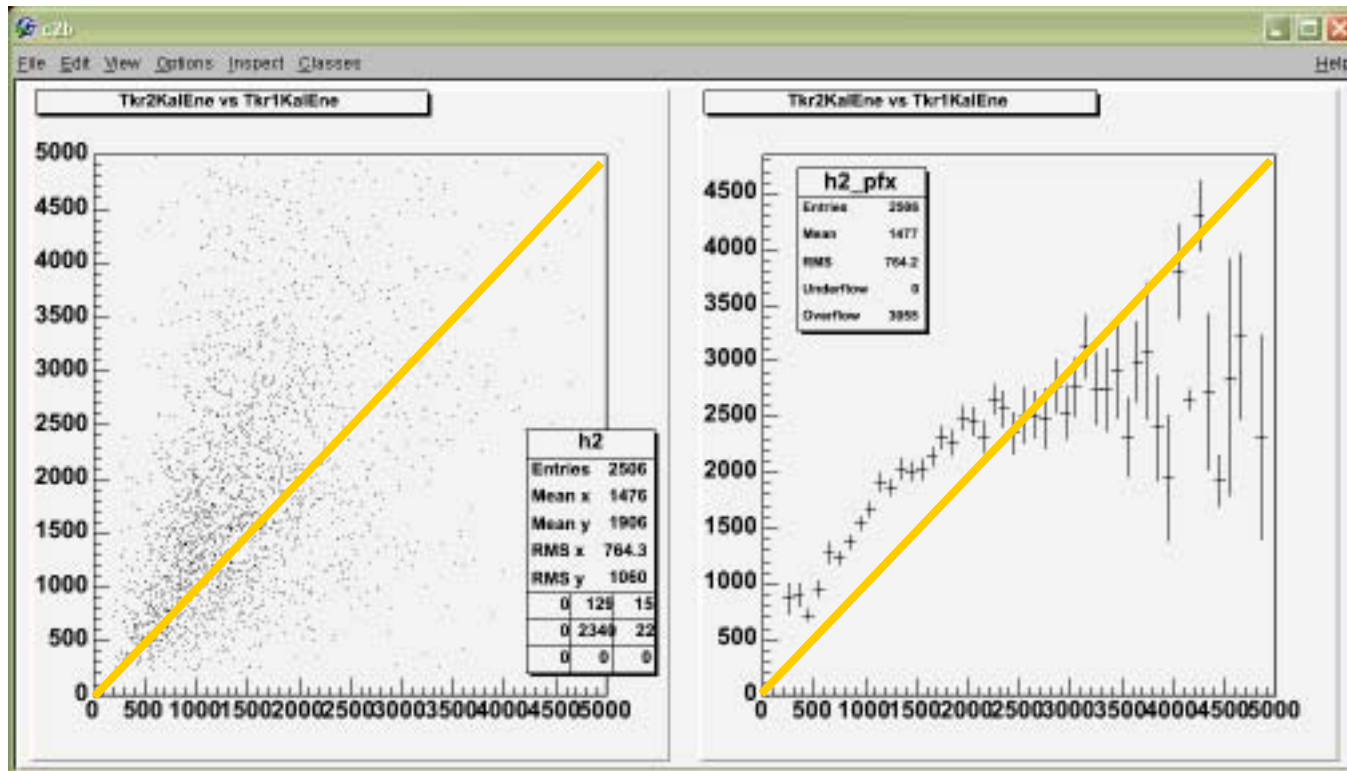 c2b
File Edit View Options Inspect Classes Help
Tkr2KalEne vs Tkr1KalEne
5000
4500
4000
3500
3000
2500
2000
1500
1000
500
0
0 500 1000 1500 2000 2500 3000 3500 4000 4500 5000
h2
Entries 2506
Mean x 1476
Mean y 1906
RMS x 764.3
RMS y 1060
0 129 15
0 2340 22
0 0 0
Tkr2KalEne vs Tkr1KalEne
4500
4000
3500
3000
2500
2000
1500
1000
500
0
0 500 1000 1500 2000 2500 3000 3500 4000 4500 5000
h2_pfx
Entries 2506
Mean 1477
RMS 764.2
Underflow 0
Overflow 3055